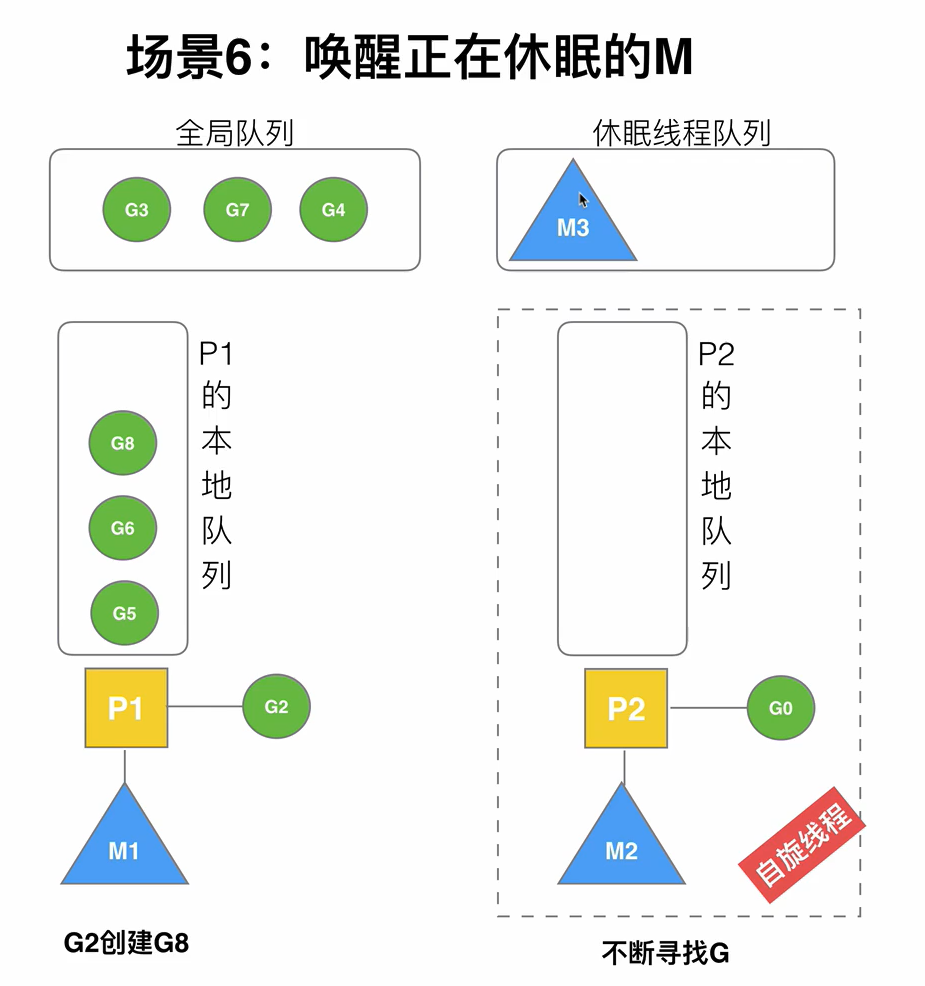 场景6：唤醒正在休眠的M
全局队列
休眠线程队列
G3 G7 G4
M3
P1的本地队列
G8
G6
G5
P2的本地队列
P1
G2
P2
G0
M1
M2
自旋线程
G2创建G8
不断寻找G